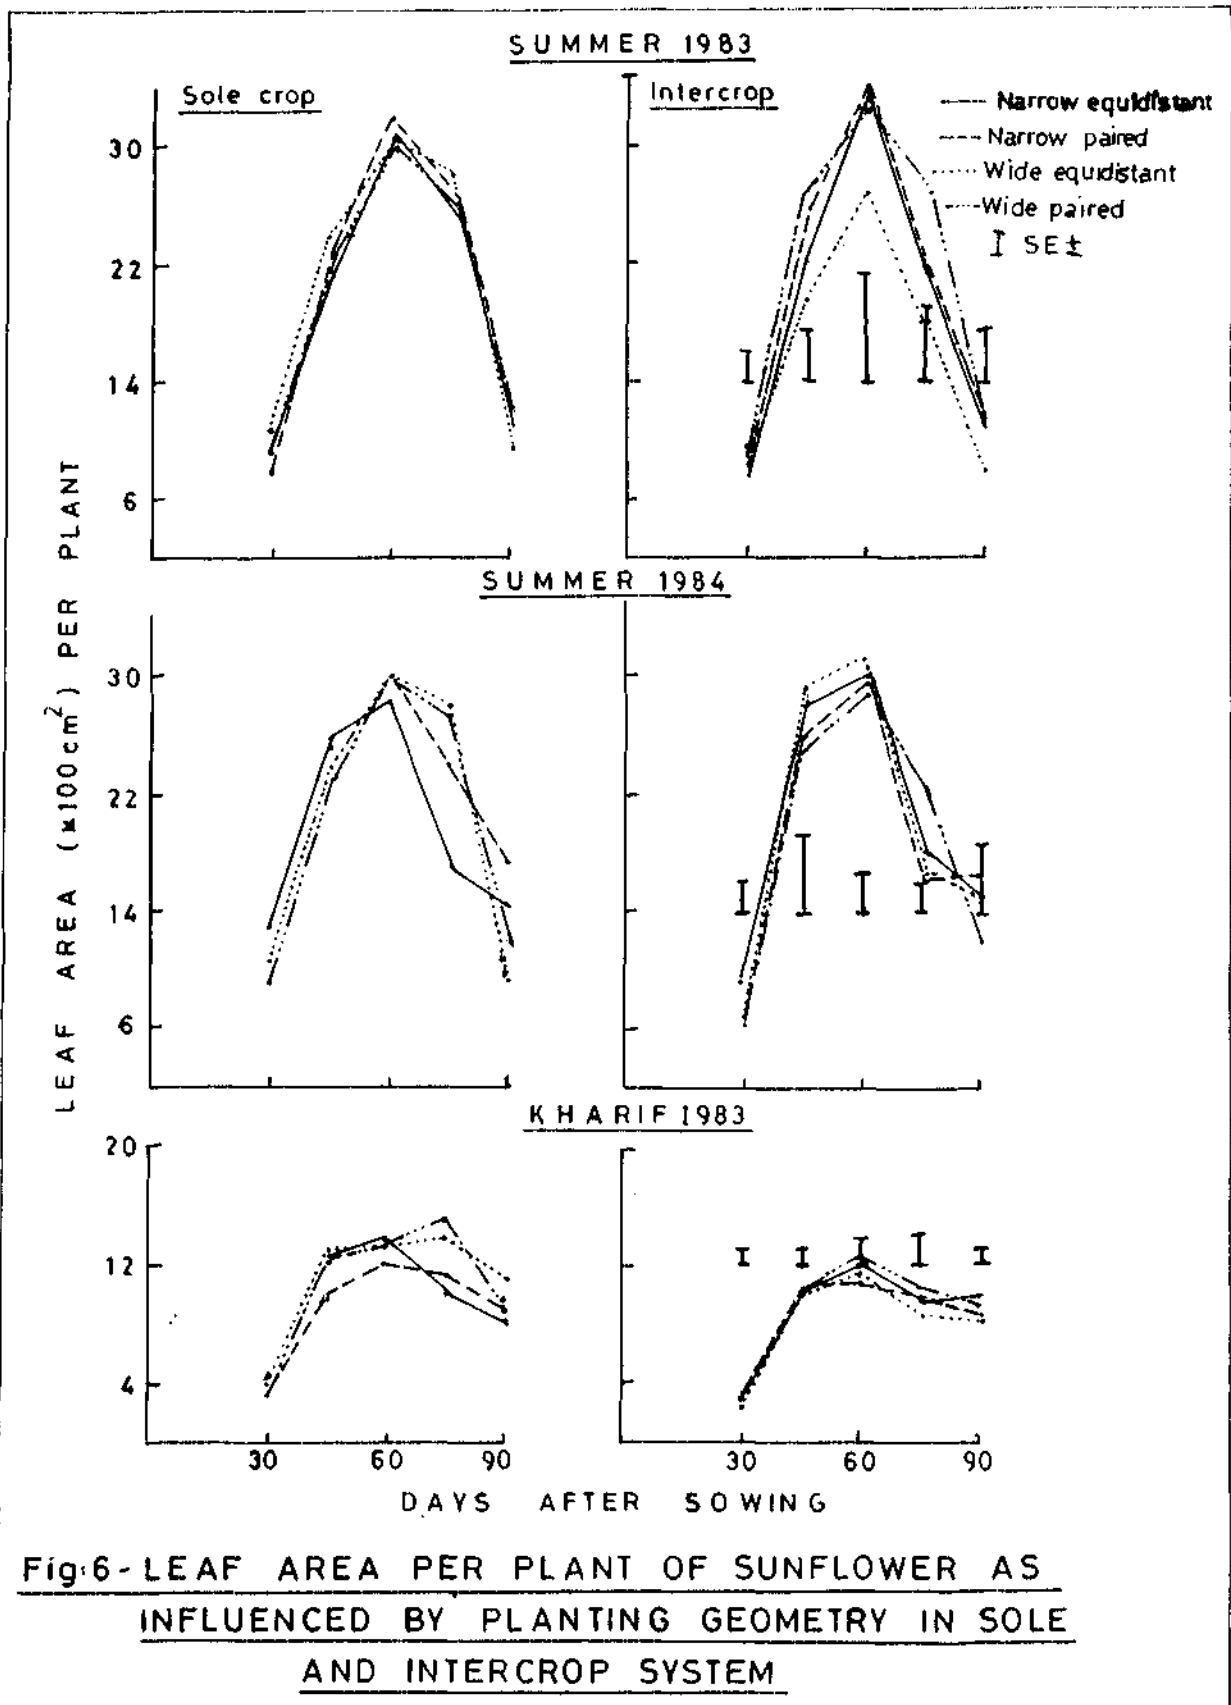 SUMMER 1983
Sole crop
Intercrop
Narrow equidistant
Narrow paired
Wide equidistant
Wide paired
I SE±
30
22
14
6
SUMMER 1984
30
22
14
6
LEAF AREA (×100cm²) PER PLANT
KHARIF 1983
20
12
4
30 60 90 30 60 90
DAYS AFTER SOWING
Fig:6- LEAF AREA PER PLANT OF SUNFLOWER AS
INFLUENCED BY PLANTING GEOMETRY IN SOLE
AND INTERCROP SYSTEM